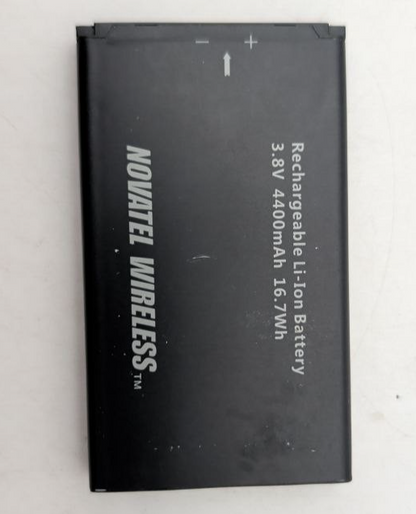 − +
Rechargeable Li-Ion Battery
3.8V 4400mAh 16.7Wh
NOVATEL WIRELESS™